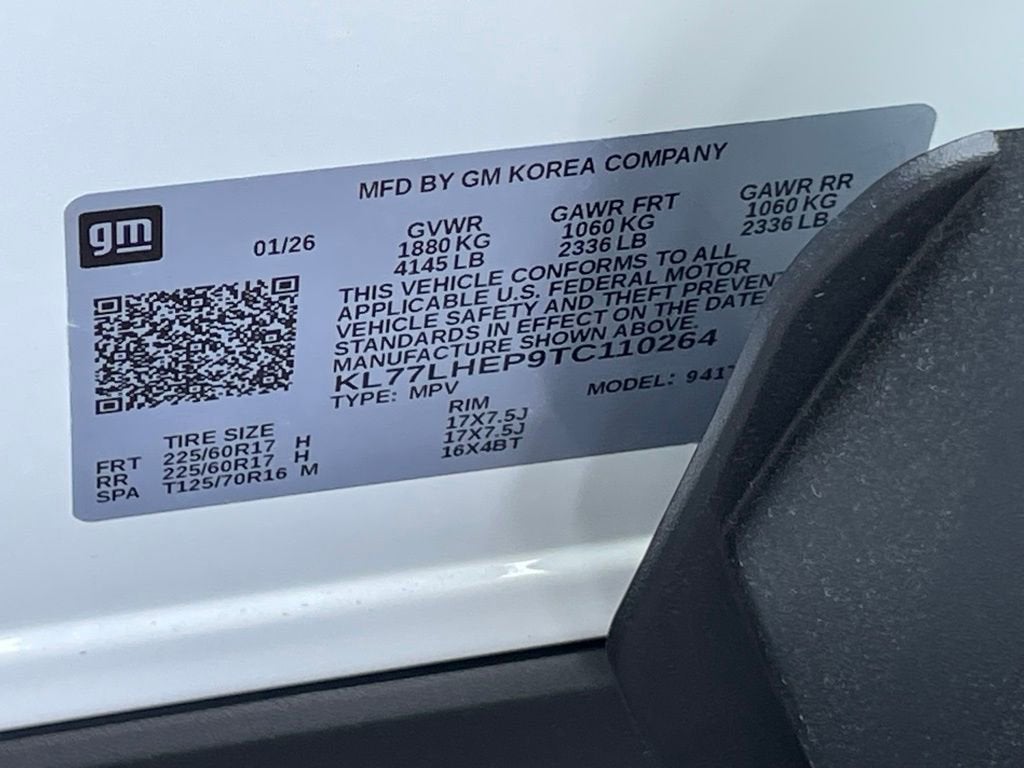 MFD BY GM KOREA COMPANY
gm
01/26
GVWR GAWR FRT GAWR RR
1880 KG 1060 KG 1060 KG
4145 LB 2336 LB 2336 LB
THIS VEHICLE CONFORMS TO ALL
APPLICABLE U.S. FEDERAL MOTOR
VEHICLE SAFETY AND THEFT PREVEN
STANDARDS IN EFFECT ON THE DATE
MANUFACTURE SHOWN ABOVE.
KL77LHEP9TC110264
TYPE: MPV MODEL: 941
TIRE SIZE RIM
FRT 225/60R17 H 17X7.5J
RR 225/60R17 H 17X7.5J
SPA T125/70R16 M 16X4BT